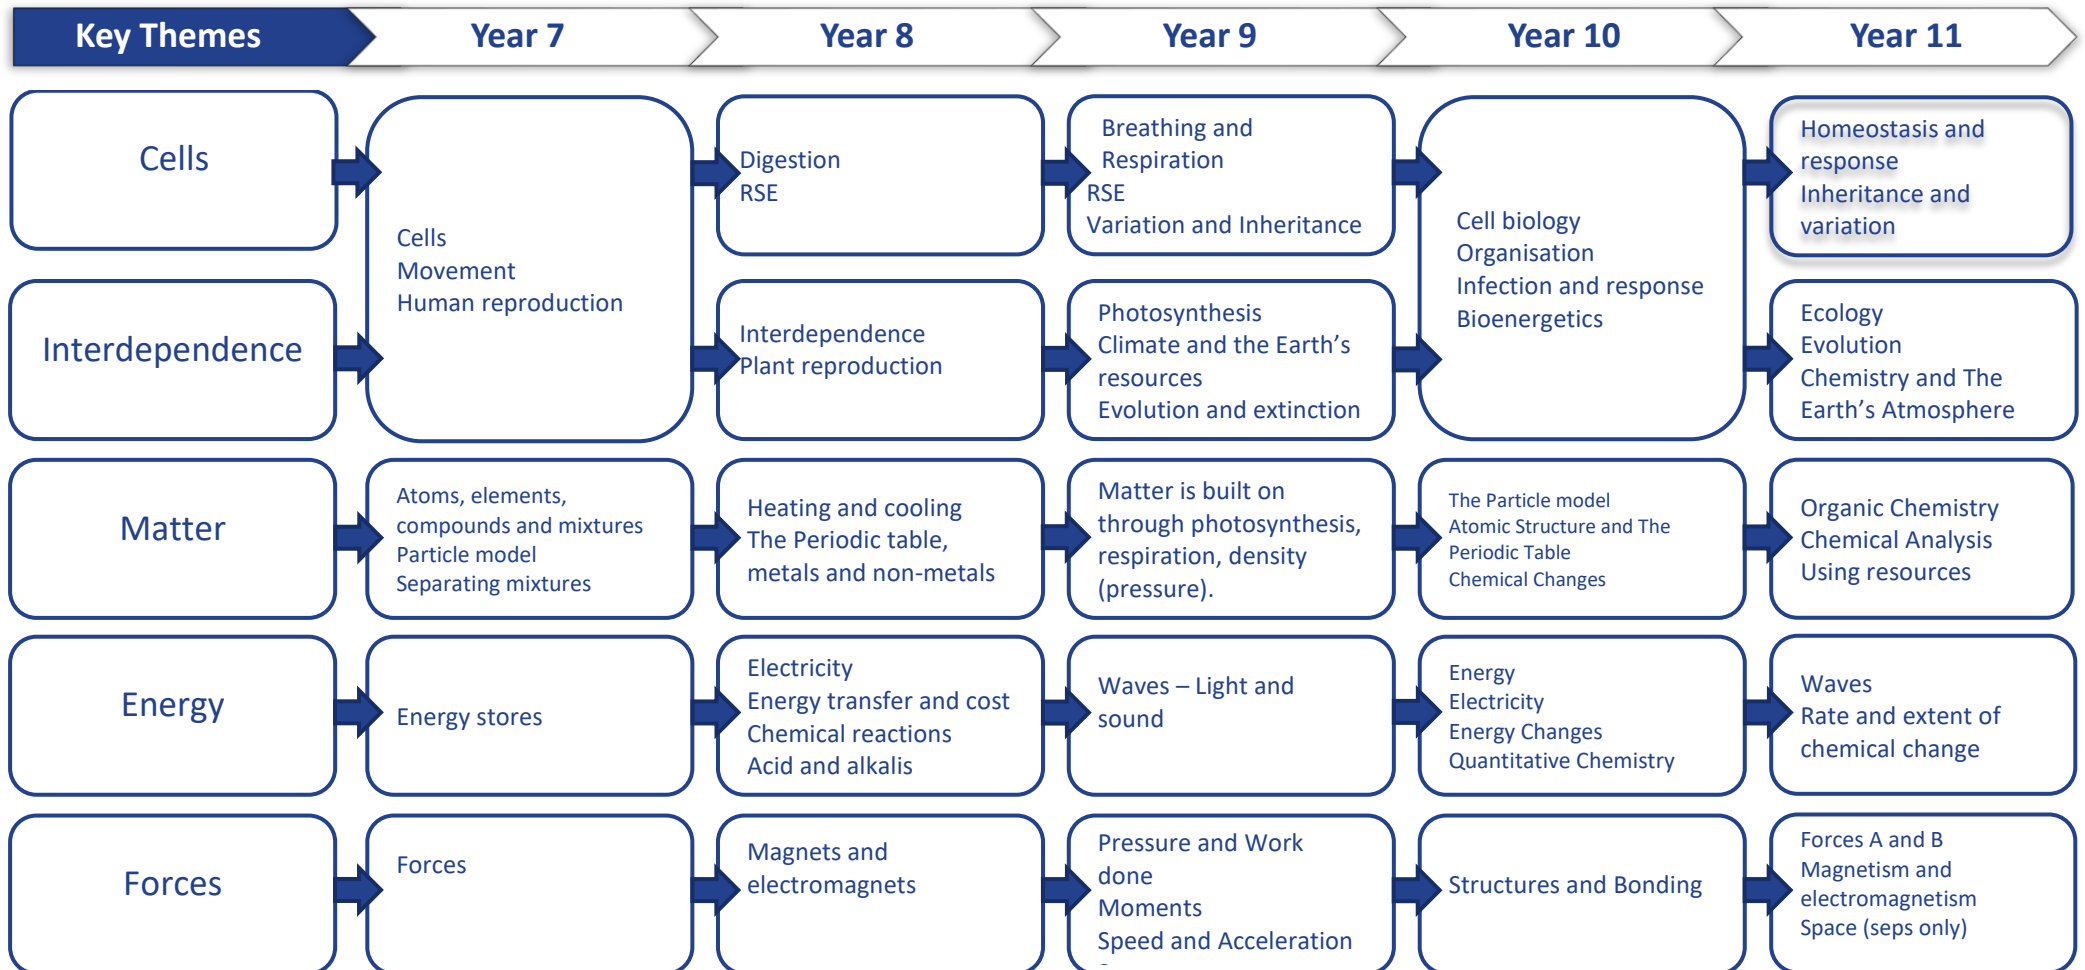 Key Themes
Year 7
Year 8
Year 9
Year 10
Year 11
Cells
Interdependence
Cells
Movement
Human reproduction
Digestion
RSE
Breathing and
Respiration
RSE
Variation and Inheritance
Cell biology
Organisation
Infection and response
Bioenergetics
Homeostasis and
response
Inheritance and
variation
Interdependence
Plant reproduction
Photosynthesis
Climate and the Earth’s
resources
Evolution and extinction
Ecology
Evolution
Chemistry and The
Earth’s Atmosphere
Matter
Atoms, elements,
compounds and mixtures
Particle model
Separating mixtures
Heating and cooling
The Periodic table,
metals and non-metals
Matter is built on
through photosynthesis,
respiration, density
(pressure).
The Particle model
Atomic Structure and The
Periodic Table
Chemical Changes
Organic Chemistry
Chemical Analysis
Using resources
Energy
Energy stores
Electricity
Energy transfer and cost
Chemical reactions
Acid and alkalis
Waves – Light and
sound
Energy
Electricity
Energy Changes
Quantitative Chemistry
Waves
Rate and extent of
chemical change
Forces
Forces
Magnets and
electromagnets
Pressure and Work
done
Moments
Speed and Acceleration
Structures and Bonding
Forces A and B
Magnetism and
electromagnetism
Space (seps only)